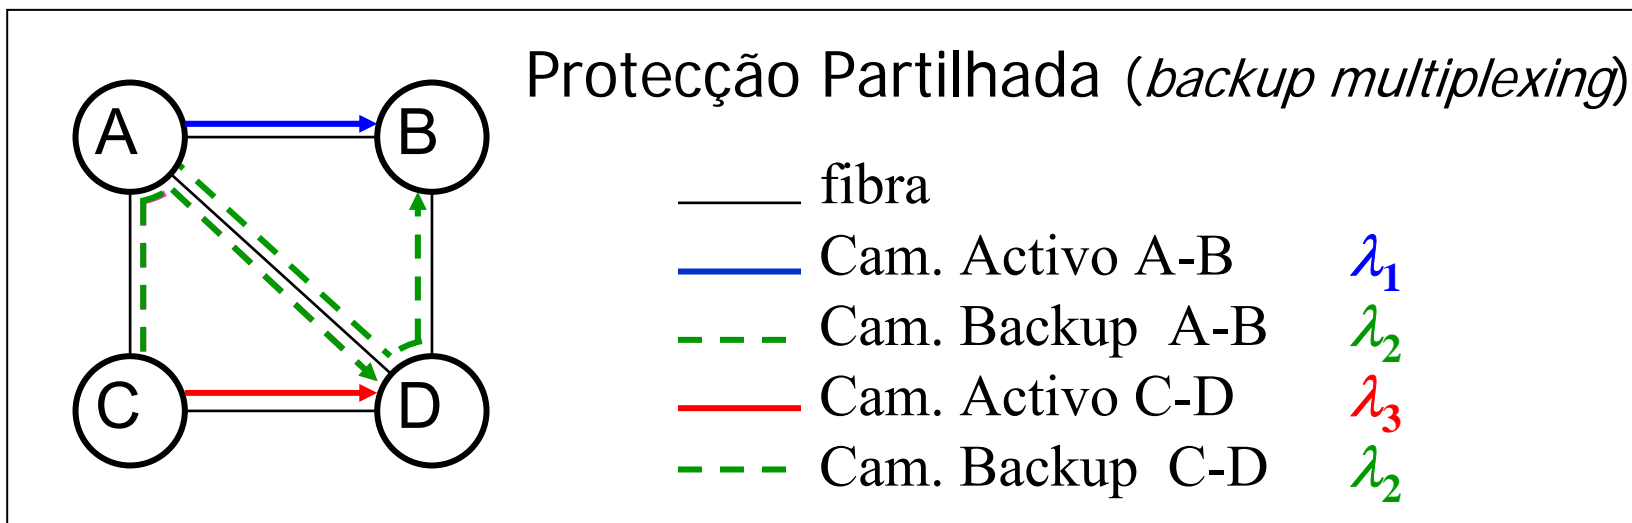 Protecção Partilhada (backup multiplexing)
A
B
C
D
fibra
Cam. Activo A-B λ1
Cam. Backup A-B λ2
Cam. Activo C-D λ3
Cam. Backup C-D λ2